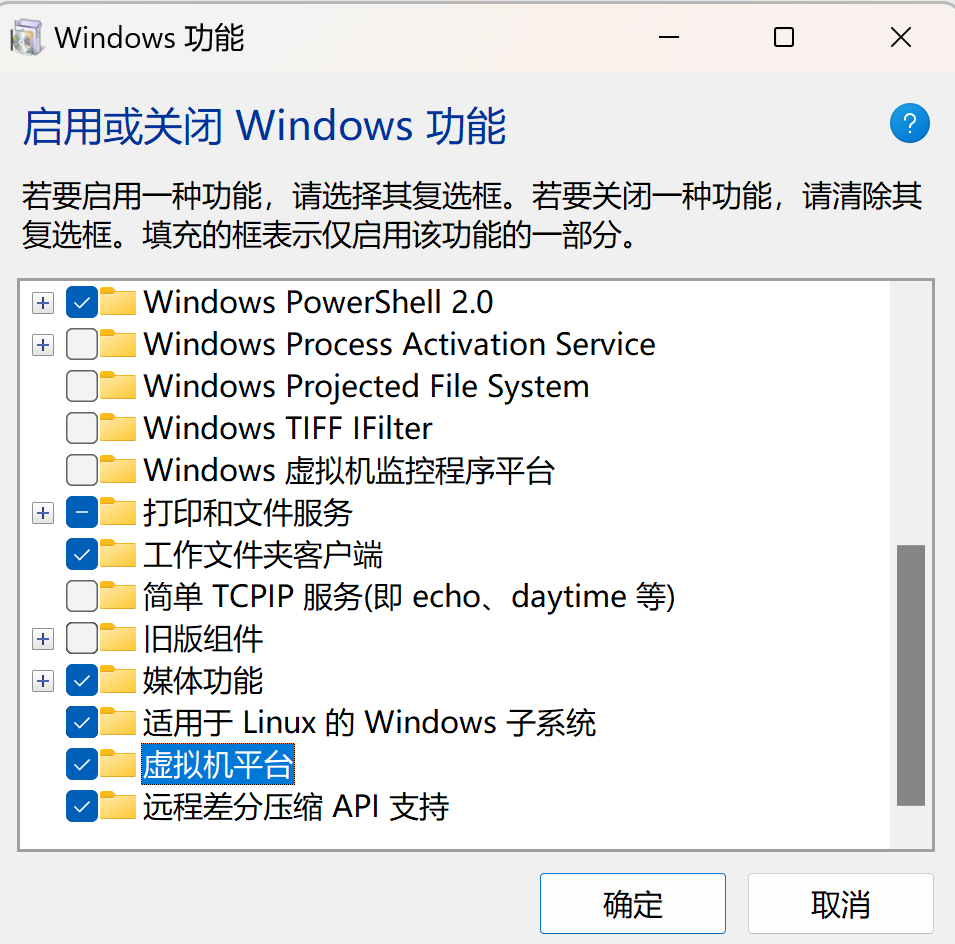 Windows 功能
启用或关闭 Windows 功能
?
若要启用一种功能，请选择其复选框。若要关闭一种功能，请清除其
复选框。填充的框表示仅启用该功能的一部分。
Windows PowerShell 2.0
Windows Process Activation Service
Windows Projected File System
Windows TIFF IFilter
Windows 虚拟机监控程序平台
打印和文件服务
工作文件夹客户端
简单 TCPIP 服务(即 echo、daytime 等)
旧版组件
媒体功能
适用于 Linux 的 Windows 子系统
虚拟机平台
远程差分压缩 API 支持
确定
取消